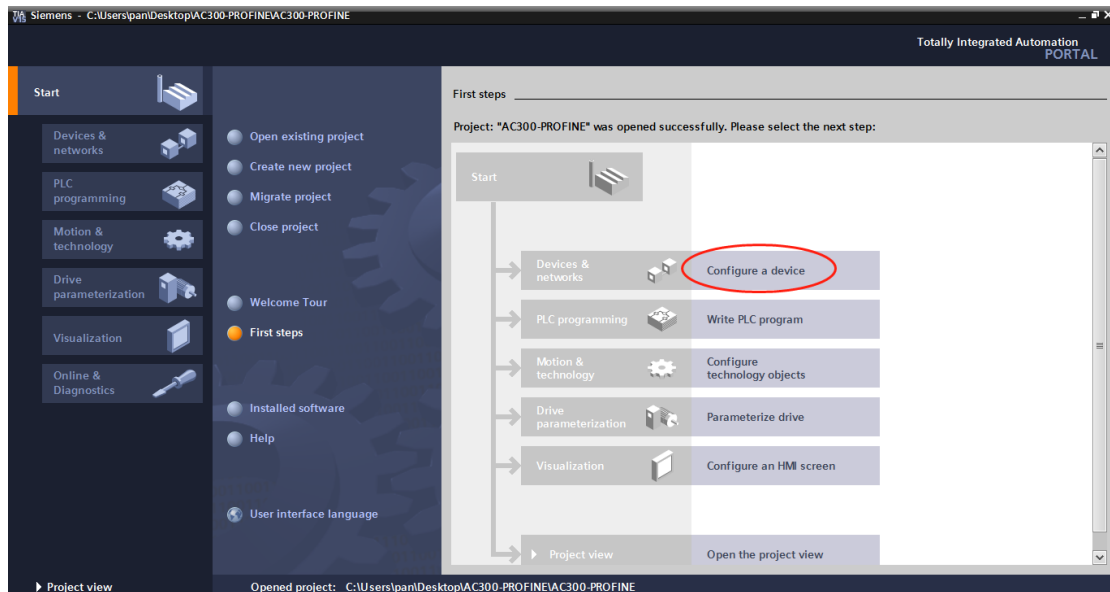 Siemens - C:\Users\pan\Desktop\AC300-PROFINE\AC300-PROFINE
Totally Integrated Automation
PORTAL
Start
Devices &
networks
PLC
programming
Motion &
technology
Drive
parameterization
Visualization
Online &
Diagnostics
Open existing project
Create new project
Migrate project
Close project
Welcome Tour
First steps
Installed software
Help
User interface language
First steps
Project: "AC300-PROFINE" was opened successfully. Please select the next step:
Start
Devices &
networks
Configure a device
PLC programming
Write PLC program
Motion &
technology
Configure
technology objects
Drive
parameterization
Parameterize drive
Visualization
Configure an HMI screen
Project view
Open the project view
Project view
Opened project: C:\Users\pan\Desktop\AC300-PROFINE\AC300-PROFINE